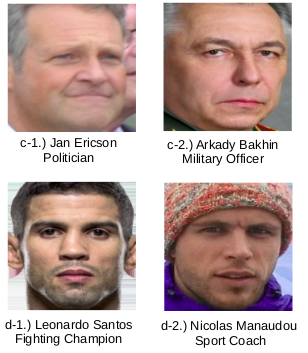 c-1.) Jan Ericson
Politician
c-2.) Arkady Bakhin
Military Officer
d-1.) Leonardo Santos
Fighting Champion
d-2.) Nicolas Manaudou
Sport Coach